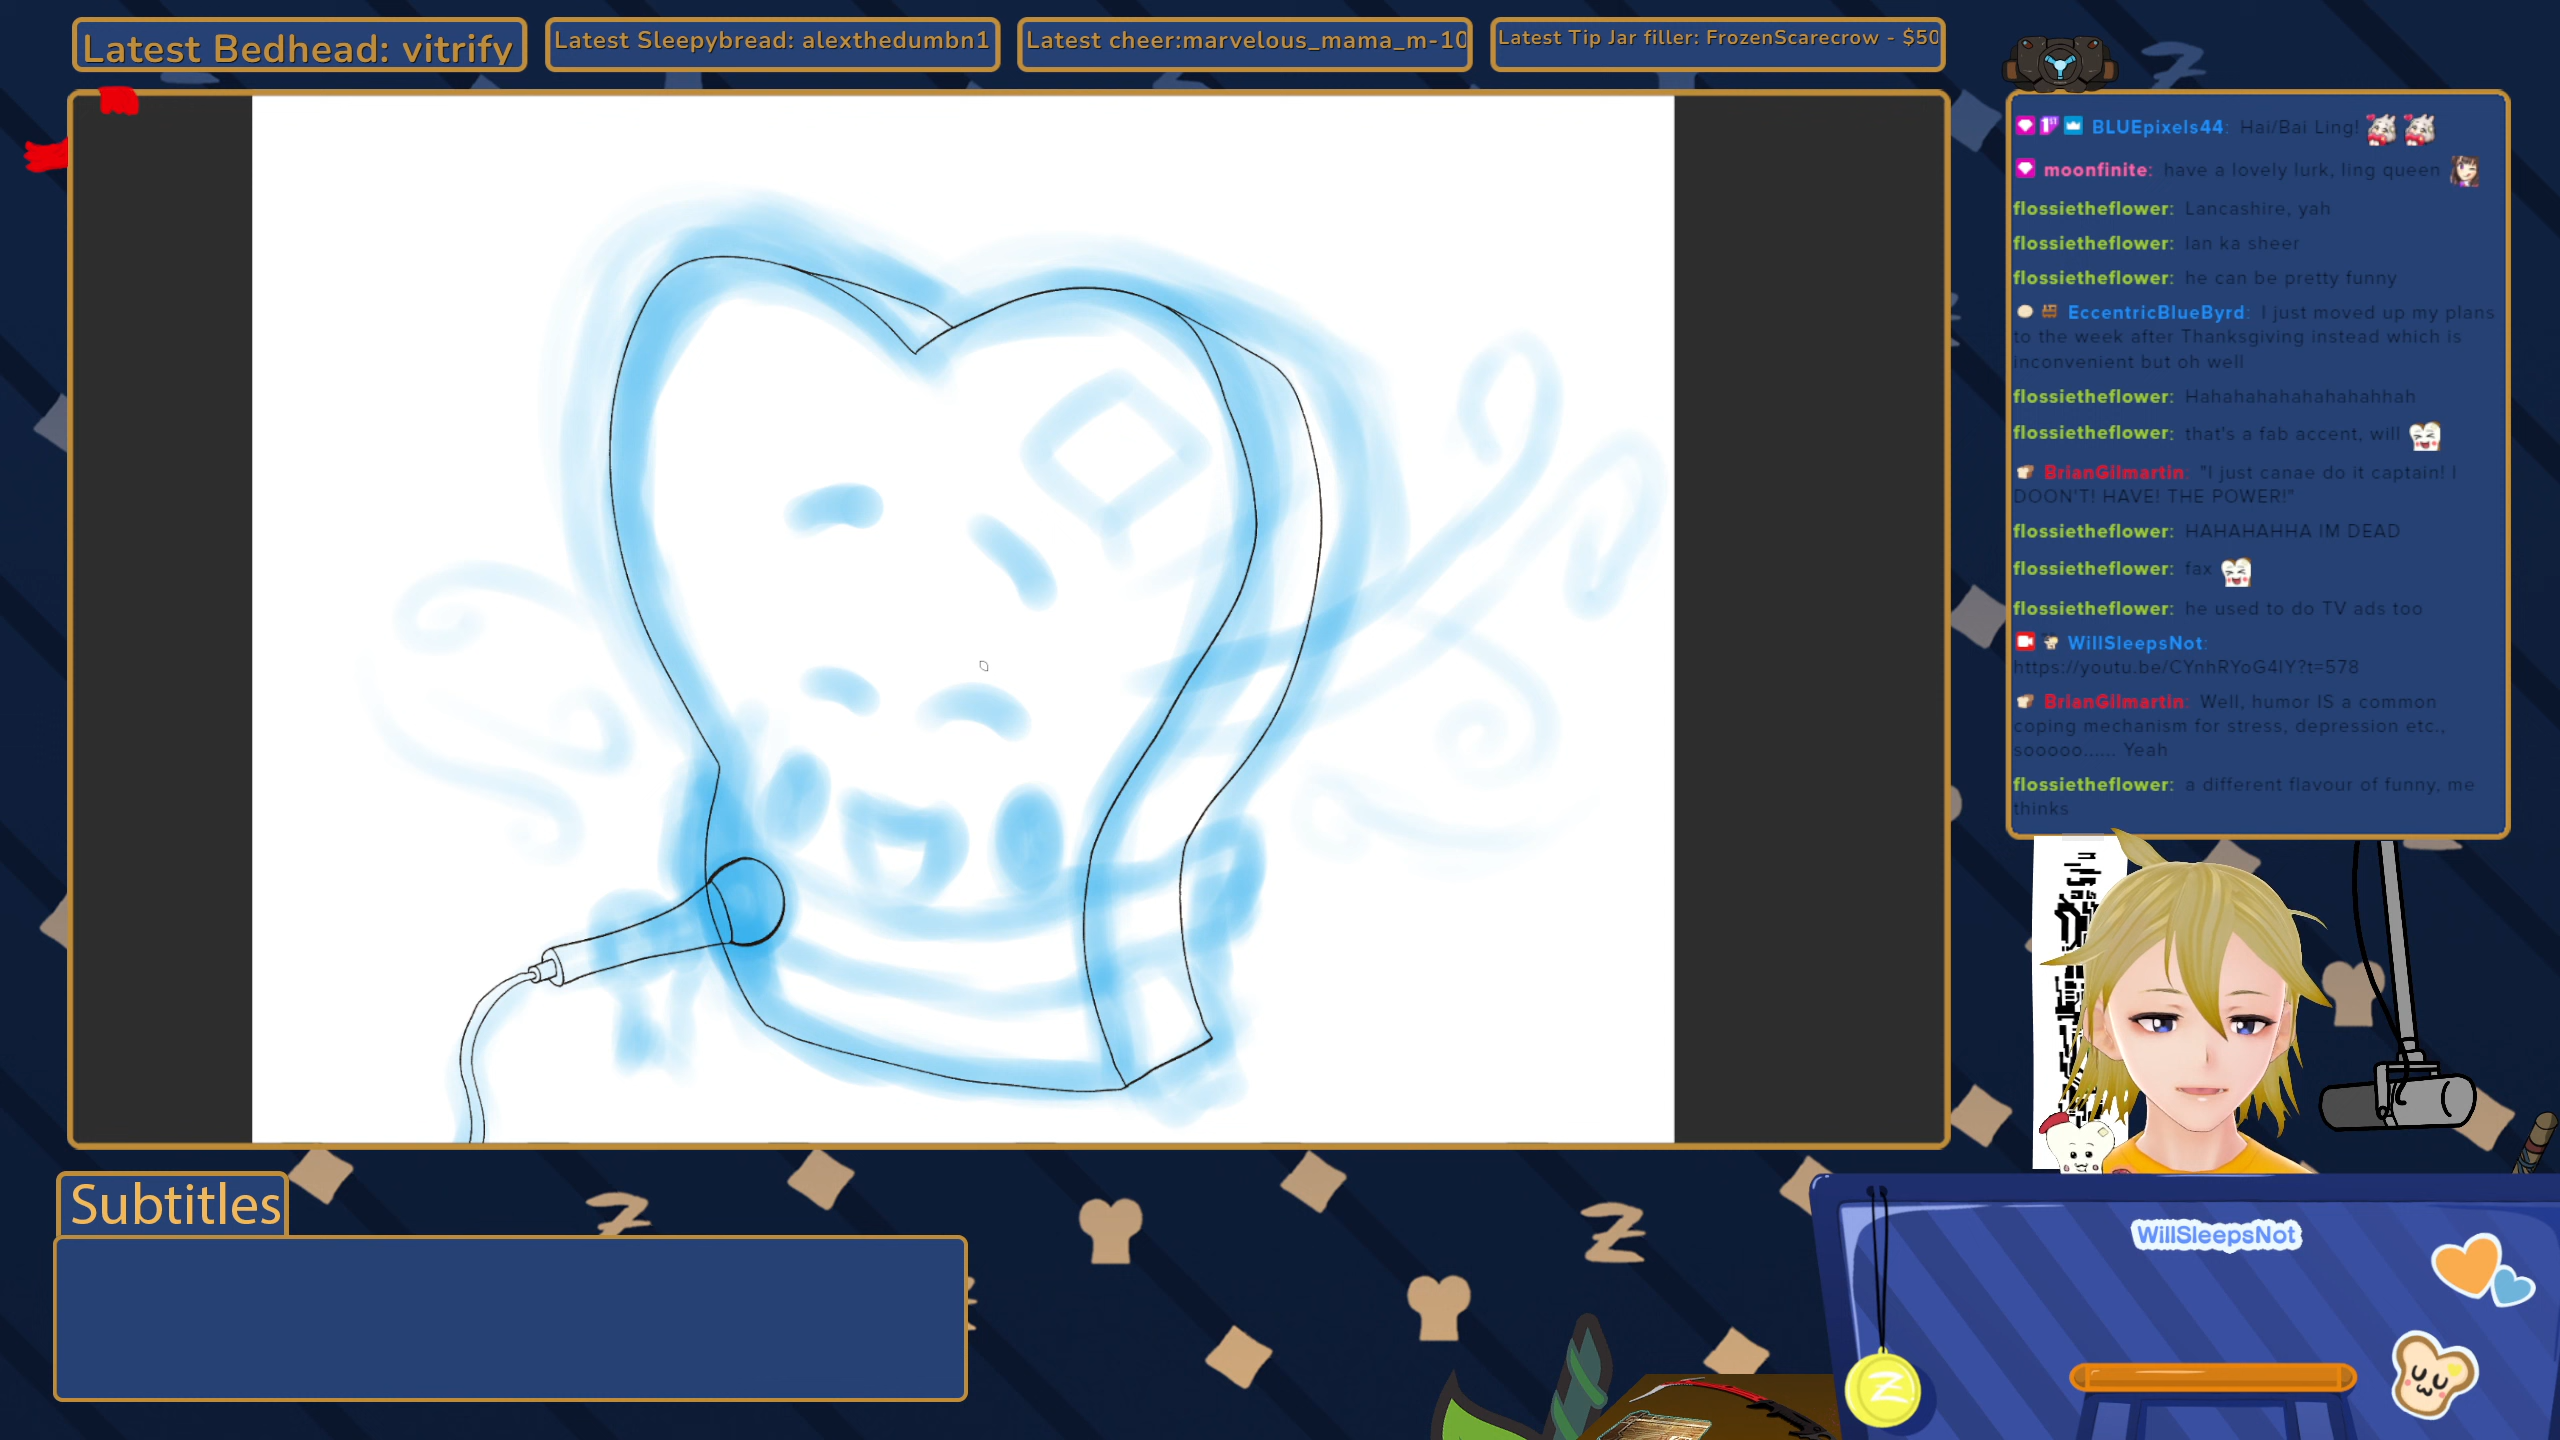 Latest Bedhead: vitrify
Latest Sleepybread: alexthedumbn1
Latest cheer:marvelous_mama_m-10
Latest Tip Jar filler: FrozenScarecrow - $50
BLUEpixels44: Hai/Bai Ling!
moonfinite: have a lovely lurk, ling queen
flossietheflower: Lancashire, yah
flossietheflower: lan ka sheer
flossietheflower: he can be pretty funny
EccentricBlueByrd: I just moved up my plans
to the week after Thanksgiving instead which is
inconvenient but oh well
flossietheflower: Hahahahahahahahahhah
flossietheflower: that's a fab accent, will
BrianGilmartin: "I just canae do it captain! I
DOON'T! HAVE! THE POWER!"
flossietheflower: HAHAHAHHA IM DEAD
flossietheflower: fax
flossietheflower: he used to do TV ads too
WillSleepsNot:
https://youtu.be/CYnhRYoG4IY?t=578
BrianGilmartin: Well, humor IS a common
coping mechanism for stress, depression etc.,
sooooo...... Yeah
flossietheflower: a different flavour of funny, me
thinks
Subtitles
WillSleepsNot
Z